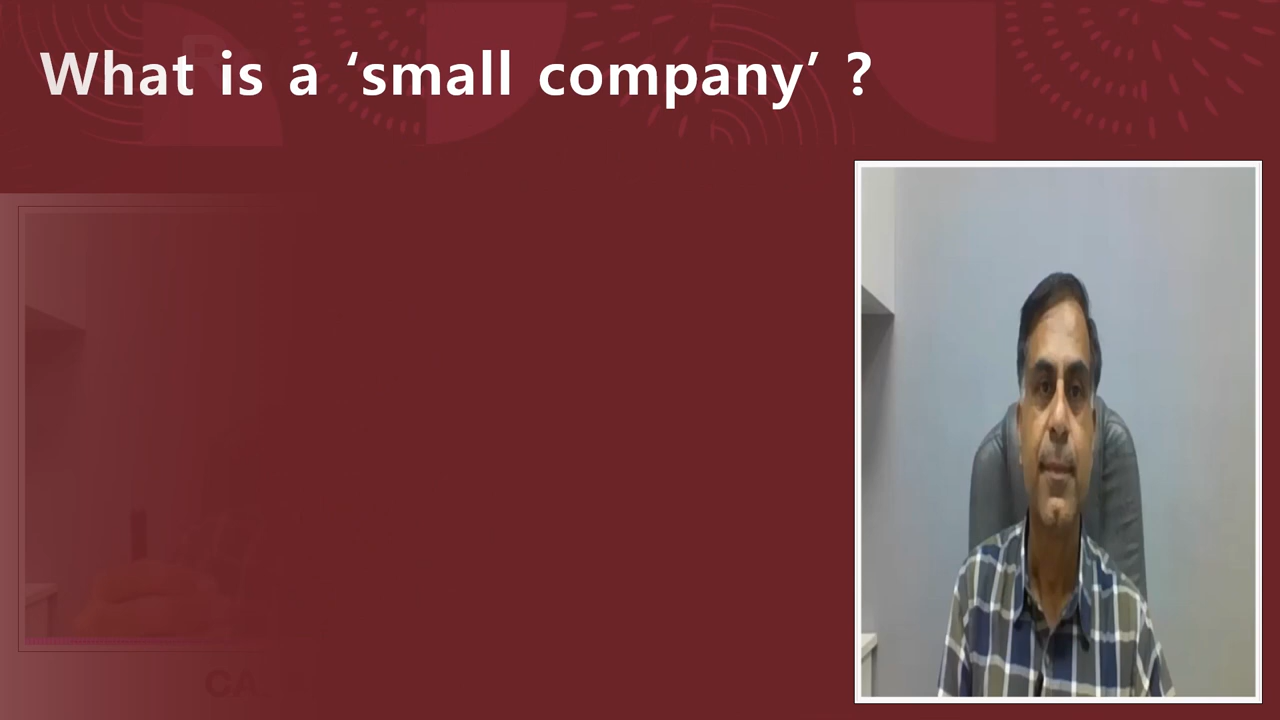 What is a ‘small company’ ?